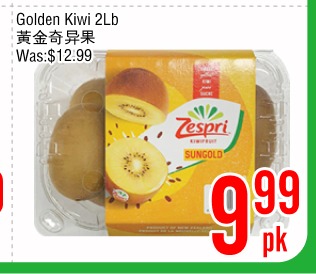 Golden Kiwi 2Lb
黃金奇异果
Was:$12.99
Zespri
KIWIFRUIT
SUNGOLD
9.99
pk